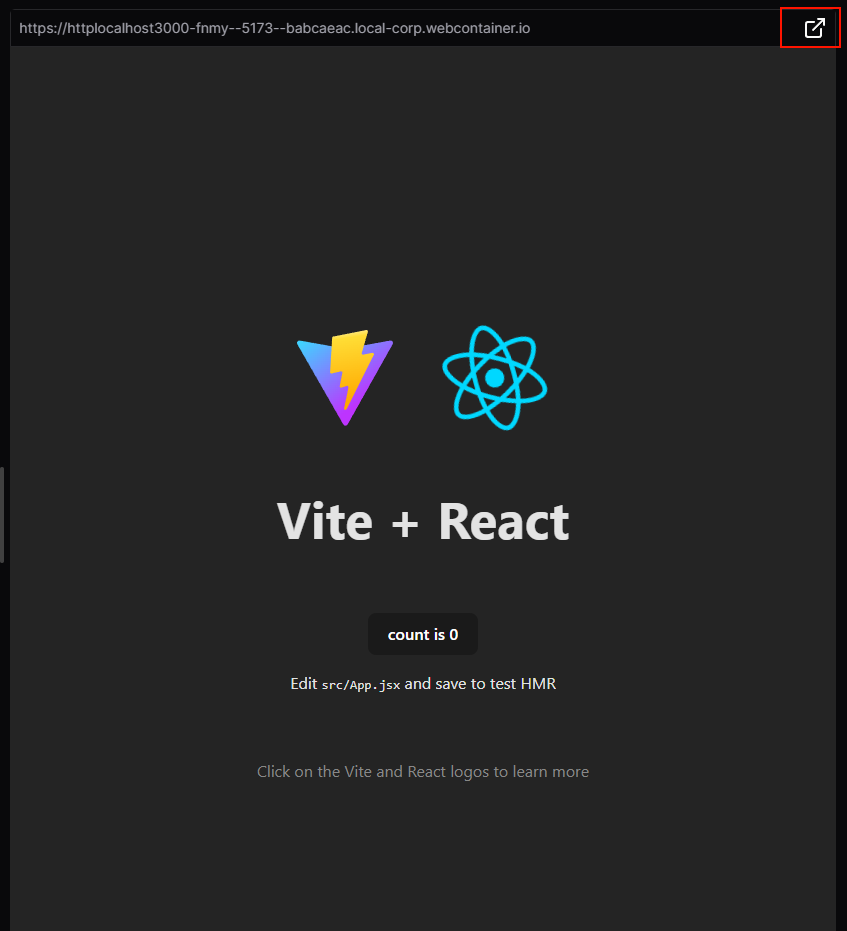 https://httplocalhost3000-fnmy--5173--babcaeac.local-corp.webcontainer.io
Vite + React
count is 0
Edit src/App.jsx and save to test HMR
Click on the Vite and React logos to learn more